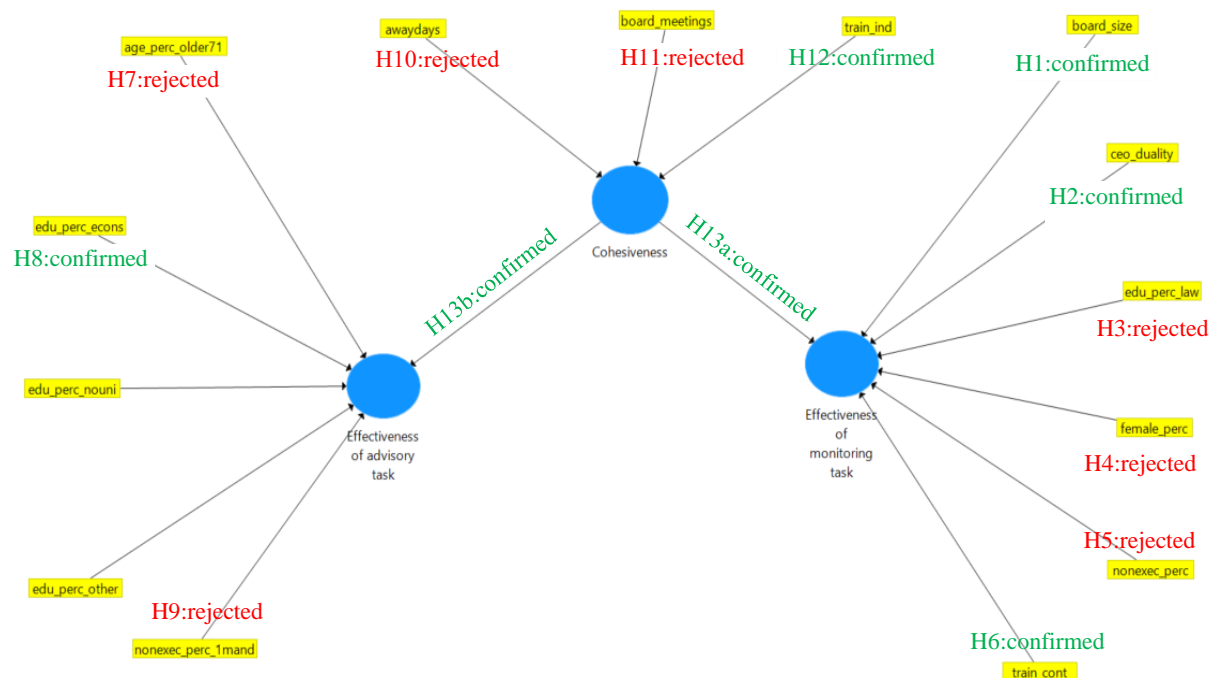 board_meetings
awaydays
train_ind
board_size
age_perc_older71
H10:rejected
H11:rejected
H12:confirmed
H1:confirmed
H7:rejected
ceo_duality
H2:confirmed
edu_perc_econs
H8:confirmed
Cohesiveness
H13b:confirmed
H13a:confirmed
edu_perc_law
H3:rejected
edu_perc_nouni
Effectiveness
of advisory
task
Effectiveness
of
monitoring
task
female_perc
H4:rejected
H5:rejected
nonexec_perc
edu_perc_other
H9:rejected
nonexec_perc_1mand
H6:confirmed
train_cont